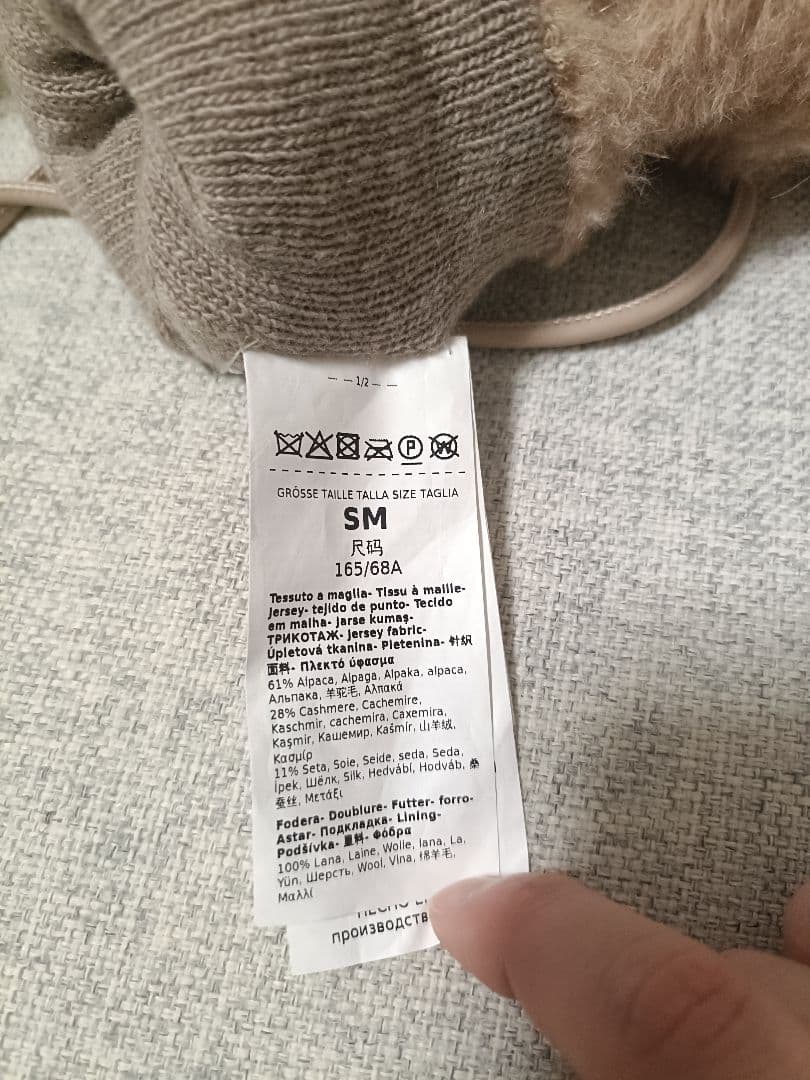 — — 1/2 — —
P W
GRÖSSE TAILLE TALLA SIZE TAGLIA
SM
尺码
165/68A
Tessuto a maglia- Tissu à maille-
Jersey- tejido de punto- Tecido
em malha- jarse kumaş-
ТРИКОТАЖ- Jersey fabric-
Úpletová tkanina- Pletenina- 针织
面料- Πλεκτό ύφασμα
61% Alpaca, Alpaga, Alpaka, alpaca,
Альпака, 羊驼毛, Αλπακά
28% Cashmere, Cachemire,
Kaschmir, cachemira, Caxemira,
Kaşmir, Кашемир, Kašmír, 山羊绒,
Κασμίρ
11% Seta, Soie, Seide, seda, Seda,
İpek, Шёлк, Silk, Hedvábí, Hodváb, 桑
蚕丝, Μετάξι
Fodera- Doublure- Futter- forro-
Astar- Подкладка- Lining-
Podšívka- 里料- Φόδρα
100% Lana, Laine, Wolle, lana, La,
Yün, Шерсть, Wool, Vlna, 绵羊毛,
Μαλλί
производств